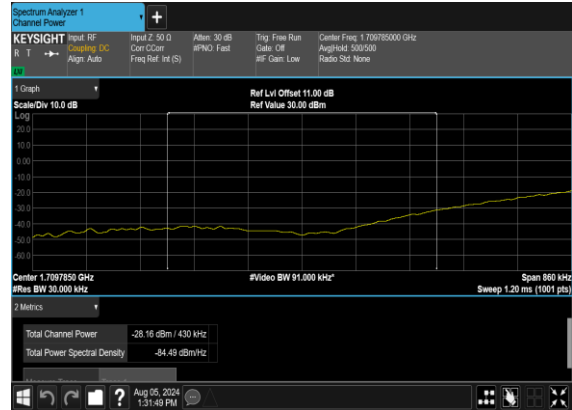 Spectrum Analyzer 1
Channel Power
KEYSIGHT
R T
LM
Input: RF
Coupling: DC
Align: Auto
Input Z: 50 Ω
Corr CCorr
Freq Ref: Int (S)
Atten: 30 dB
#PNO: Fast
Trig: Free Run
Gate: Off
#IF Gain: Low
Center Freq: 1.709785000 GHz
Avg|Hold: 500/500
Radio Std: None
1 Graph
Scale/Div 10.0 dB
Ref Lvl Offset 11.00 dB
Ref Value 30.00 dBm
Log
20.0
10.0
0.00
-10.0
-20.0
-30.0
-40.0
-50.0
-60.0
Center 1.7097850 GHz
#Res BW 30.000 kHz
#Video BW 91.000 kHz*
Span 860 kHz
Sweep 1.20 ms (1001 pts)
2 Metrics
Total Channel Power -28.16 dBm / 430 kHz
Total Power Spectral Density -84.49 dBm/Hz
Aug 05, 2024
1:31:49 PM